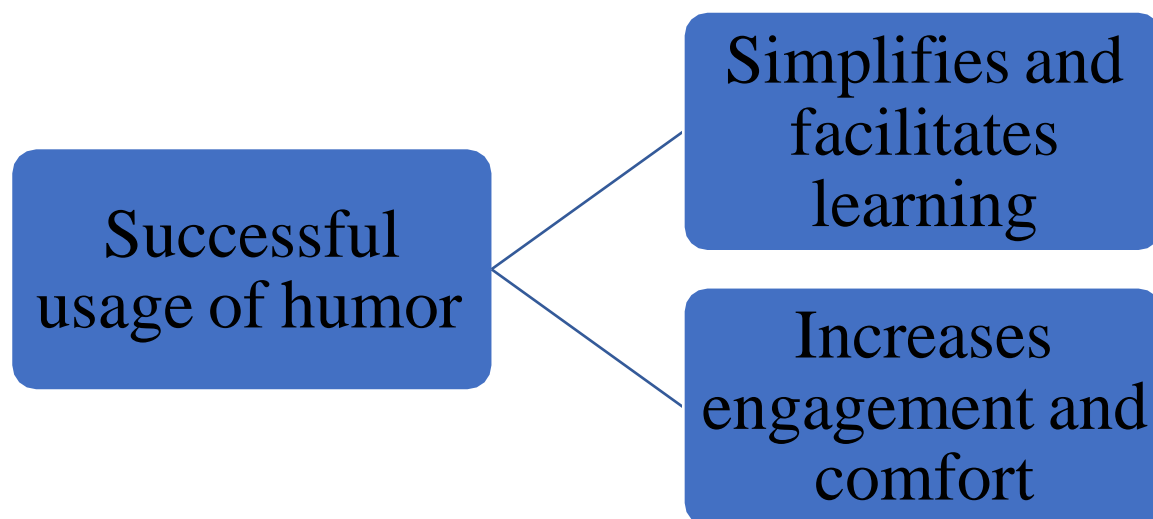 Successful
usage of humor
Simplifies and
facilitates
learning
Increases
engagement and
comfort